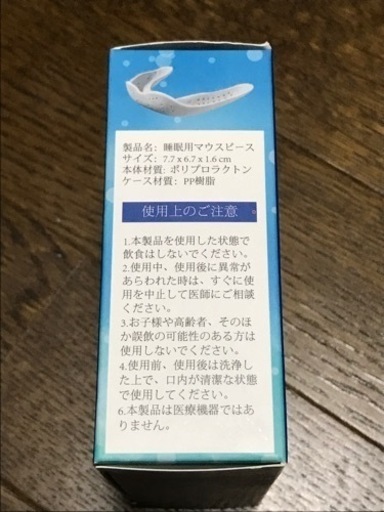 製品名: 睡眠用マウスピース
サイズ: 7.7 x 6.7 x 1.6 cm
本体材質: ポリプロラクトン
ケース材質: PP樹脂
使用上のご注意
1.本製品を使用した状態で
飲食はしないでください。
2.使用中、使用後に異常が
あらわれた時は、すぐに使用
を中止して医師にご相談
ください。
3.お子様や高齢者、そのほ
か誤飲の可能性のある方は
使用しないでください。
4.使用前、使用後は洗浄し
た上で、口内が清潔な状態
で使用してください。
6.本製品は医療機器ではあ
りません。